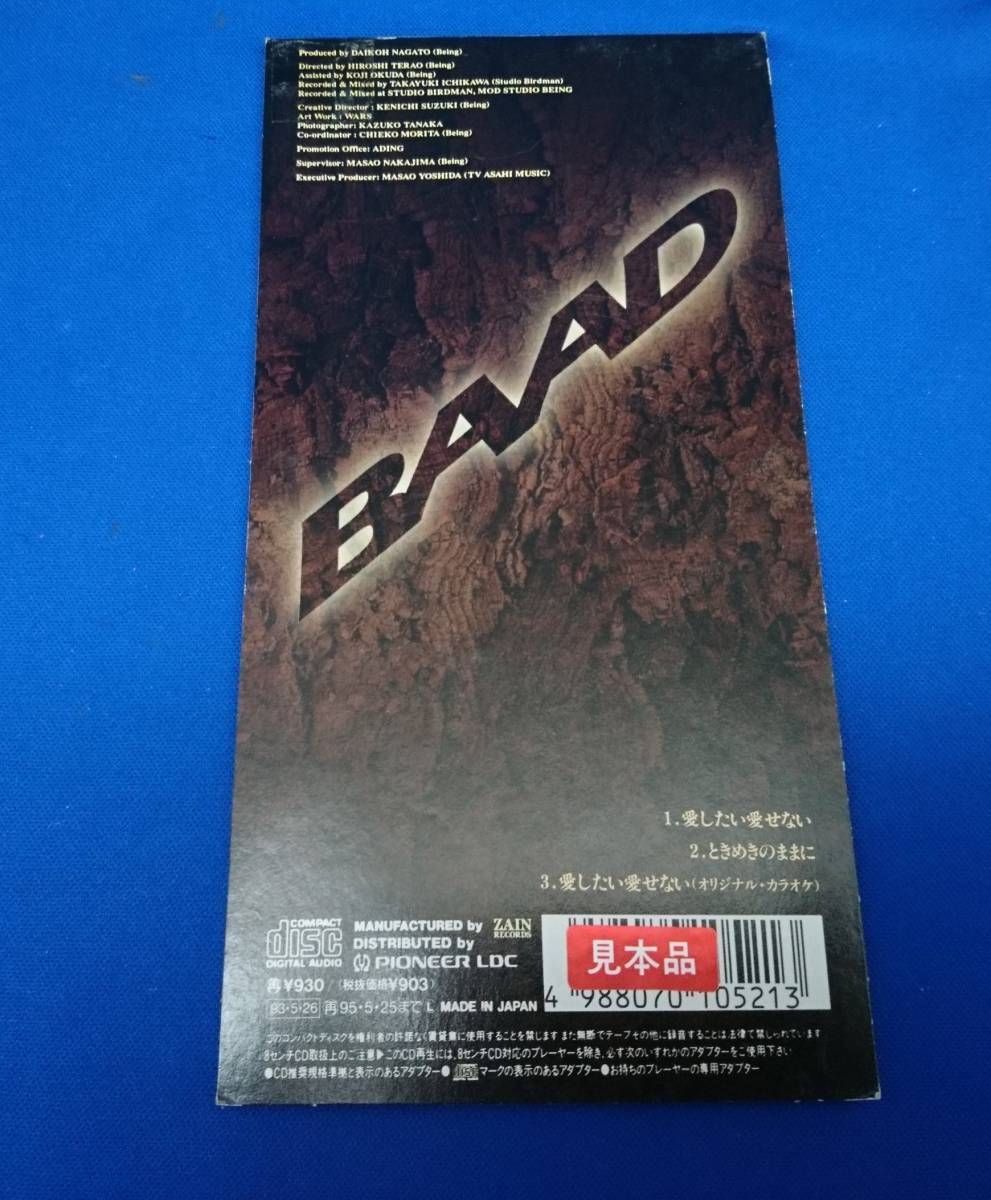 Produced by DAIKOH NAGATO (Being)
Directed by HIROSHI TERAO (Being)
Assisted by KOJI OKUDA (Being)
Recorded & Mixed by TAKAYUKI ICHIKAWA (Studio Birdman)
Recorded & Mixed at STUDIO BIRDMAN, MOD STUDIO BEING
Creative Director : KENICHI SUZUKI (Being)
Art Work : WARS
Photographer: KAZUKO TANAKA
Co-ordinator : CHIEKO MORITA (Being)
Promotion Office: ADING
Supervisor: MASAO NAKAJIMA (Being)
Executive Producer: MASAO YOSHIDA (TV ASAHI MUSIC)
BAAD
1.愛したい愛せない
2.ときめきのままに
3.愛したい愛せない(オリジナル・カラオケ)
COMPACT disc DIGITAL AUDIO
MANUFACTURED by ZAIN RECORDS
DISTRIBUTED by PIONEER LDC
再¥930 (税抜価格¥903)
93・5・26 再95・5・25まで L MADE IN JAPAN
見本品
4 988070 105213
このコンパクトディスクを権利者の許諾なく賃貸業に使用することを禁じます また無断でテープその他に録音することは法律で禁じられています
8センチCD取扱上のご注意▶このCD再生には、8センチCD対応のプレーヤーを除き、必ず次のいずれかのアダプターをご使用下さい
●CD推奨規格準拠と表示のあるアダプター●マークの表示のあるアダプター●お持ちのプレーヤーの専用アダプター